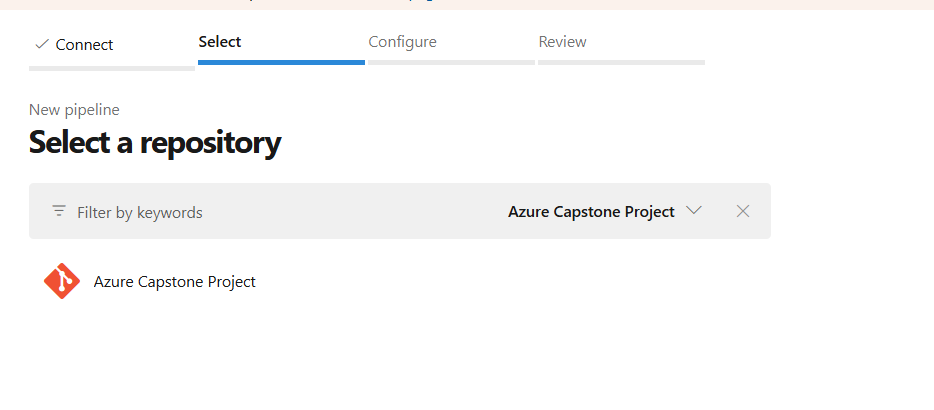 Connect
Select
Configure
Review
New pipeline
Select a repository
Filter by keywords
Azure Capstone Project
Azure Capstone Project